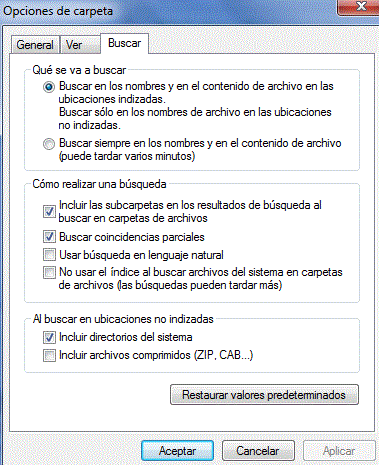 Opciones de carpeta
General Ver Buscar
Qué se va a buscar
Buscar en los nombres y en el contenido de archivo en las
ubicaciones indizadas.
Buscar sólo en los nombres de archivo en las ubicaciones
no indizadas.
Buscar siempre en los nombres y en el contenido de archivo
(puede tardar varios minutos)
Cómo realizar una búsqueda
Incluir las subcarpetas en los resultados de búsqueda al
buscar en carpetas de archivos
Buscar coincidencias parciales
Usar búsqueda en lenguaje natural
No usar el índice al buscar archivos del sistema en carpetas
de archivos (las búsquedas pueden tardar más)
Al buscar en ubicaciones no indizadas
Incluir directorios del sistema
Incluir archivos comprimidos (ZIP, CAB...)
Restaurar valores predeterminados
Aceptar Cancelar Aplicar